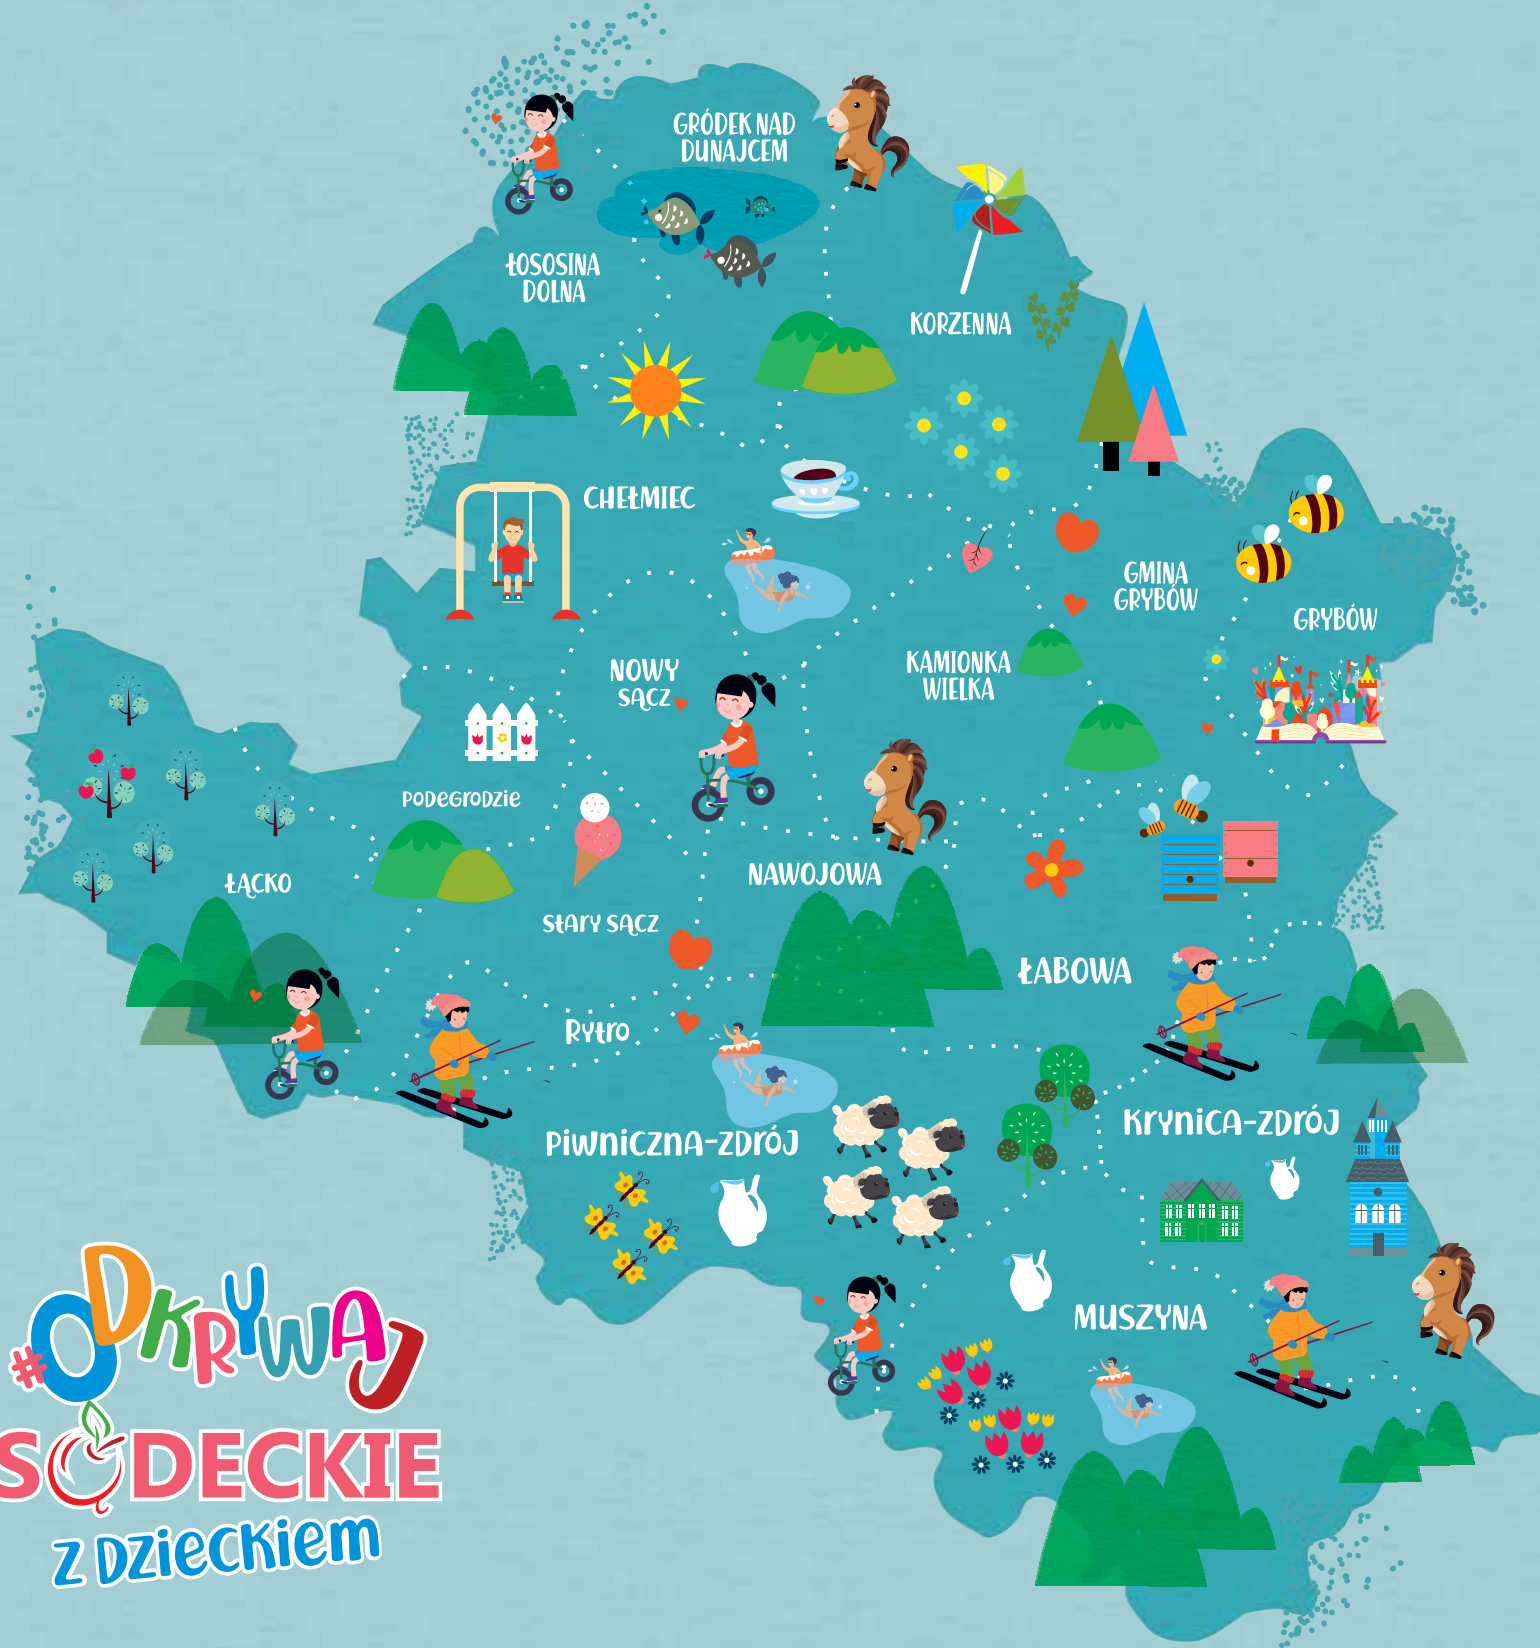 GRÓDEK NAD
DUNAJCEM
ŁOSOSINA
DOLNA
KORZENNA
CHEŁMIEC
GMINA
GRYBÓW
GRYBÓW
KAMIONKA
WIELKA
NOWY
SĄCZ
PODEGRODZIE
NAWOJOWA
ŁĄCKO
STARY SĄCZ
ŁABOWA
Rytro
PIWNICZNA-ZDRÓJ
KRYNICA-ZDRÓJ
MUSZYNA
#ODKRYWAJ
SĄDECKIE
Z DZIECKIEM